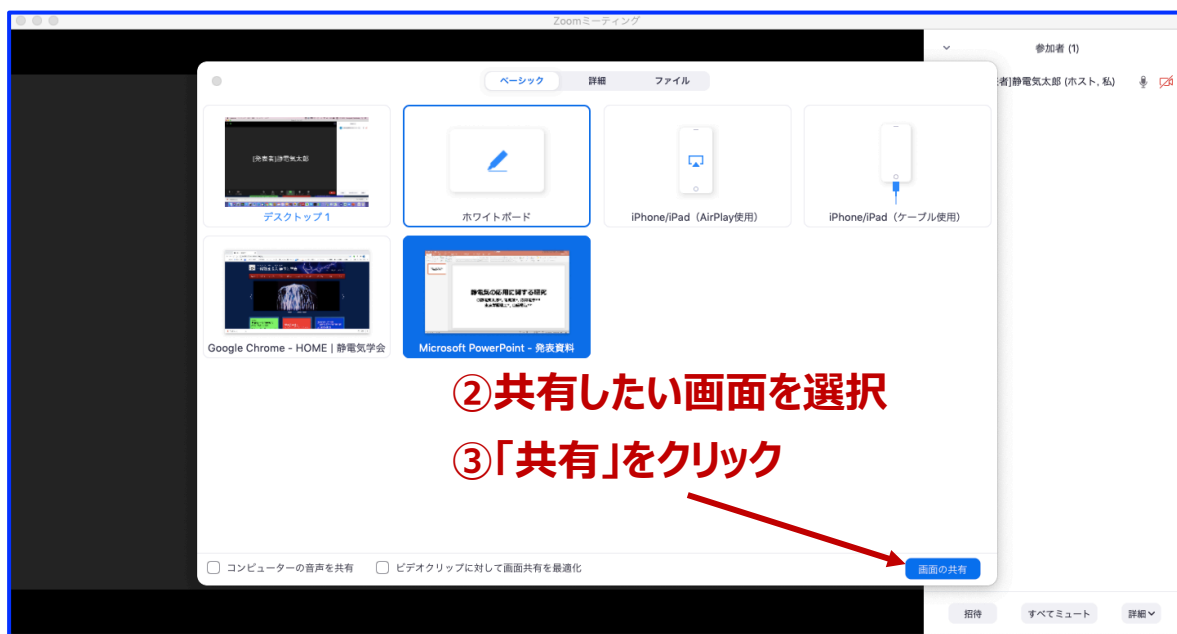 Zoomミーティング
参加者 (1)
ベーシック 詳細 ファイル
者]静電気太郎 (ホスト, 私)
[発表者]静電気太郎
デスクトップ 1
ホワイトボード
iPhone/iPad（AirPlay使用）
iPhone/iPad（ケーブル使用）
静電気の応用に関する研究
Google Chrome - HOME | 静電気学会
Microsoft PowerPoint - 発表資料
②共有したい画面を選択
③「共有」をクリック
コンピューターの音声を共有
ビデオクリップに対して画面共有を最適化
画面の共有
招待 すべてミュート 詳細